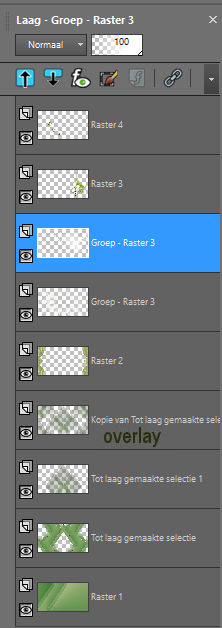 Laag - Groep - Raster 3
Normaal 100
Raster 4
Raster 3
Groep - Raster 3
Groep - Raster 3
Raster 2
Kopie van Tot laag gemaakte sele
overlay
Tot laag gemaakte selectie 1
Tot laag gemaakte selectie
Raster 1